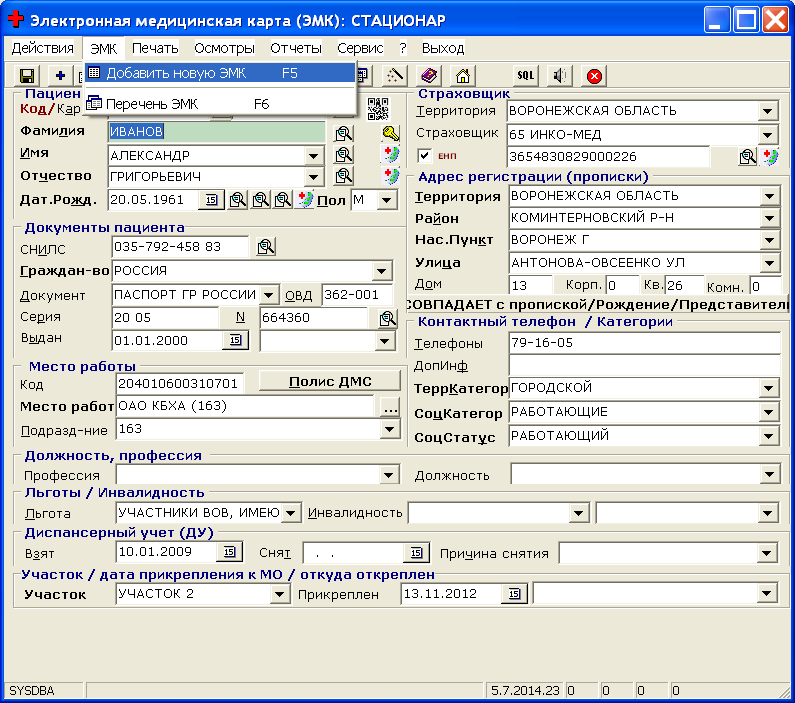 Электронная медицинская карта (ЭМК): СТАЦИОНАР
Действия ЭМК Печать Осмотры Отчеты Сервис ? Выход
SQL
Добавить новую ЭМК F5
Перечень ЭМК F6
Пациен
Код/Кар
Фамилия ИВАНОВ
Имя АЛЕКСАНДР
Отчество ГРИГОРЬЕВИЧ
Дат.Рожд. 20.05.1961 15 Пол М
Страховщик
Территория ВОРОНЕЖСКАЯ ОБЛАСТЬ
Страховщик 65 ИНКО-МЕД
ЕНП 3654830829000226
Адрес регистрации (прописки)
Территория ВОРОНЕЖСКАЯ ОБЛАСТЬ
Район КОМИНТЕРНОВСКИЙ Р-Н
Нас.Пункт ВОРОНЕЖ Г
Улица АНТОНОВА-ОВСЕЕНКО УЛ
Дом 13 Корп. 0 Кв. 26 Комн. 0
СОВПАДАЕТ с пропиской/Рождение/Представитель
Документы пациента
СНИЛС 035-792-458 83
Граждан-во РОССИЯ
Документ ПАСПОРТ ГР РОССИИ ОВД 362-001
Серия 20 05 N 664360
Выдан 01.01.2000 15
Контактный телефон / Категории
Телефоны 79-16-05
ДопИнф
ТеррКатегор ГОРОДСКОЙ
СоцКатегор РАБОТАЮЩИЕ
СоцСтатус РАБОТАЮЩИЙ
Место работы
Код 204010600310701 Полис ДМС
Место работ ОАО КБХА (163) ...
Подразд-ние 163
Должность, профессия
Профессия Должность
Льготы / Инвалидность
Льгота УЧАСТНИКИ ВОВ, ИМЕЮ Инвалидность
Диспансерный учет (ДУ)
Взят 10.01.2009 15 Снят . . 15 Причина снятия
Участок / дата прикрепления к МО / откуда откреплен
Участок УЧАСТОК 2 Прикреплен 13.11.2012 15
SYSDBA 5.7.2014.23 0 0 0 0